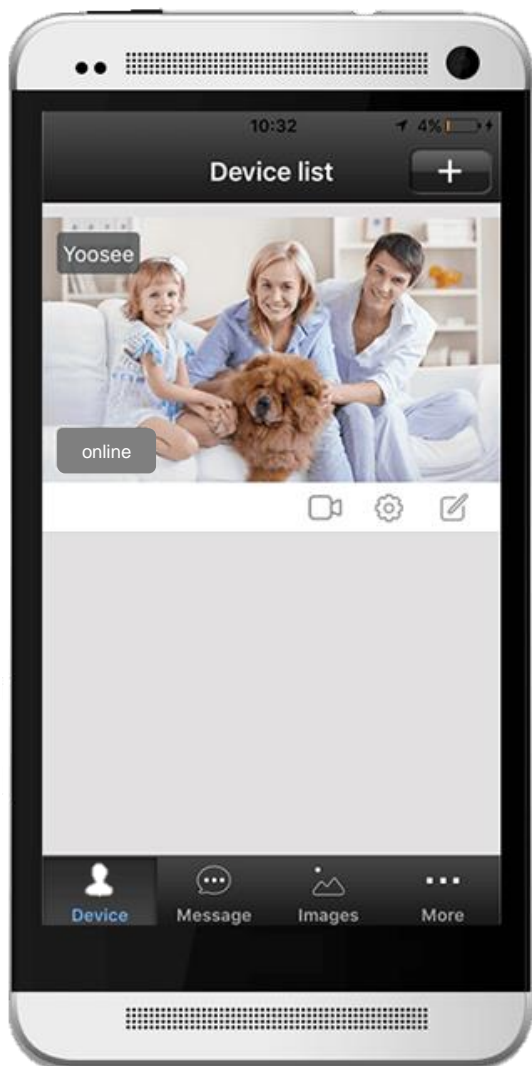 10:32
4%
Device list
+
Yoosee
online
Device
Message
Images
More